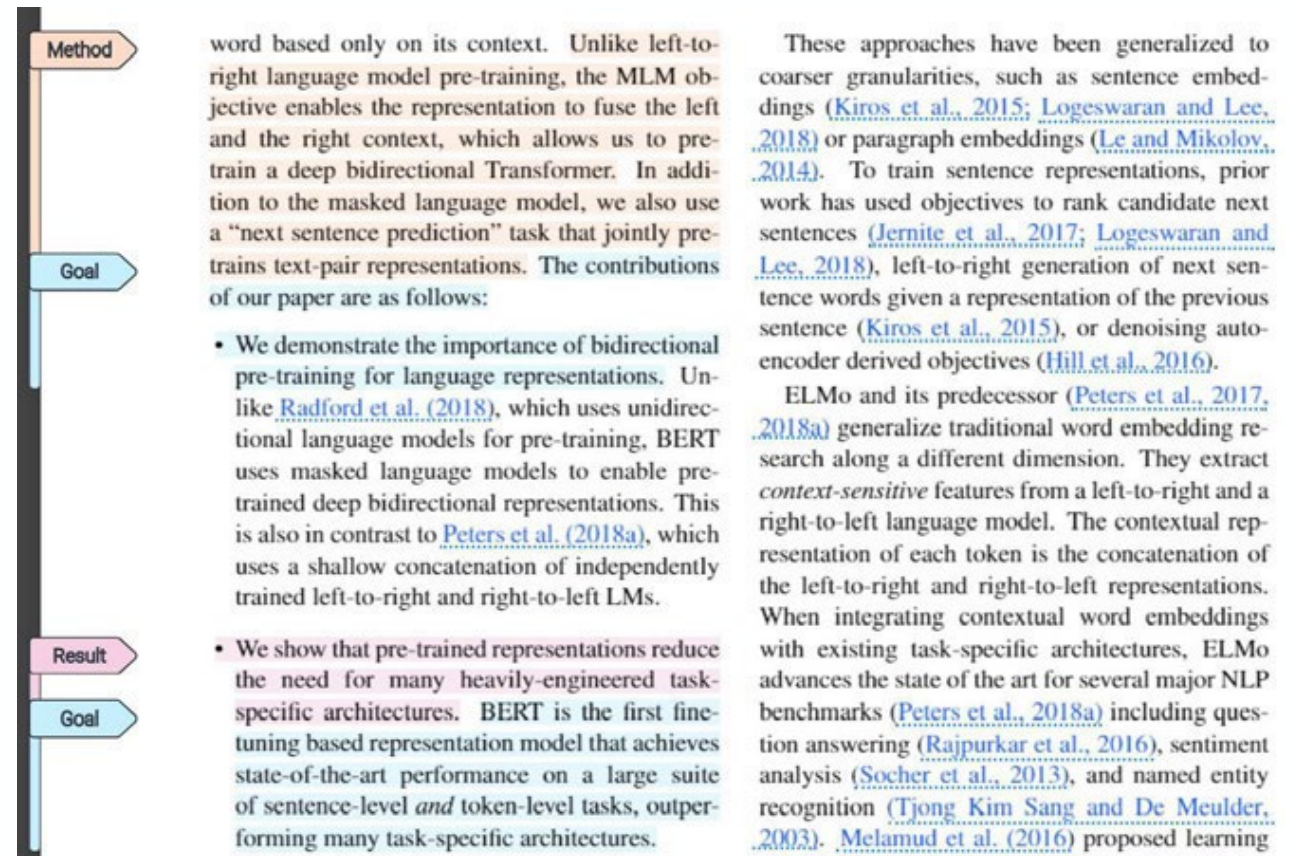 Method
Goal
Result
Goal
word based only on its context. Unlike left-to-
right language model pre-training, the MLM ob-
jective enables the representation to fuse the left
and the right context, which allows us to pre-
train a deep bidirectional Transformer. In addi-
tion to the masked language model, we also use
a “next sentence prediction” task that jointly pre-
trains text-pair representations. The contributions
of our paper are as follows:
• We demonstrate the importance of bidirectional
pre-training for language representations. Un-
like Radford et al. (2018), which uses unidirec-
tional language models for pre-training, BERT
uses masked language models to enable pre-
trained deep bidirectional representations. This
is also in contrast to Peters et al. (2018a), which
uses a shallow concatenation of independently
trained left-to-right and right-to-left LMs.
• We show that pre-trained representations reduce
the need for many heavily-engineered task-
specific architectures. BERT is the first fine-
tuning based representation model that achieves
state-of-the-art performance on a large suite
of sentence-level and token-level tasks, outper-
forming many task-specific architectures.
These approaches have been generalized to
coarser granularities, such as sentence embed-
dings (Kiros et al., 2015; Logeswaran and Lee,
2018) or paragraph embeddings (Le and Mikolov,
2014). To train sentence representations, prior
work has used objectives to rank candidate next
sentences (Jernite et al., 2017; Logeswaran and
Lee, 2018), left-to-right generation of next sen-
tence words given a representation of the previous
sentence (Kiros et al., 2015), or denoising auto-
encoder derived objectives (Hill et al., 2016).
ELMo and its predecessor (Peters et al., 2017,
2018a) generalize traditional word embedding re-
search along a different dimension. They extract
context-sensitive features from a left-to-right and a
right-to-left language model. The contextual rep-
resentation of each token is the concatenation of
the left-to-right and right-to-left representations.
When integrating contextual word embeddings
with existing task-specific architectures, ELMo
advances the state of the art for several major NLP
benchmarks (Peters et al., 2018a) including ques-
tion answering (Rajpurkar et al., 2016), sentiment
analysis (Socher et al., 2013), and named entity
recognition (Tjong Kim Sang and De Meulder,
2003). Melamud et al. (2016) proposed learning